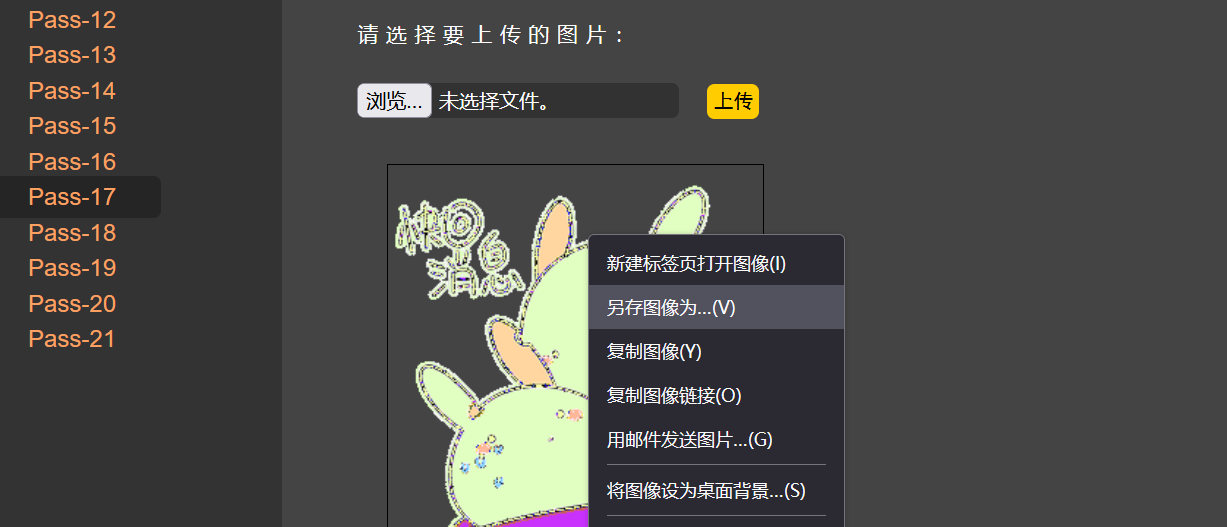 Pass-12
Pass-13
Pass-14
Pass-15
Pass-16
Pass-17
Pass-18
Pass-19
Pass-20
Pass-21
请选择要上传的图片：
浏览... 未选择文件。 上传
消息
新建标签页打开图像(I)
另存图像为...(V)
复制图像(Y)
复制图像链接(O)
用邮件发送图片...(G)
将图像设为桌面背景...(S)